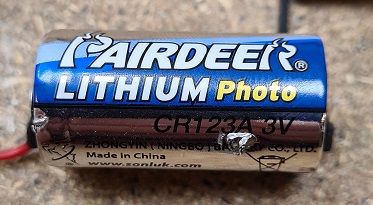 PAIRDEER®
LITHIUM Photo
CR123A 3V
ZHONGYIN (NINGBO) CO., LTD.
Made in China
www.sonluk.com